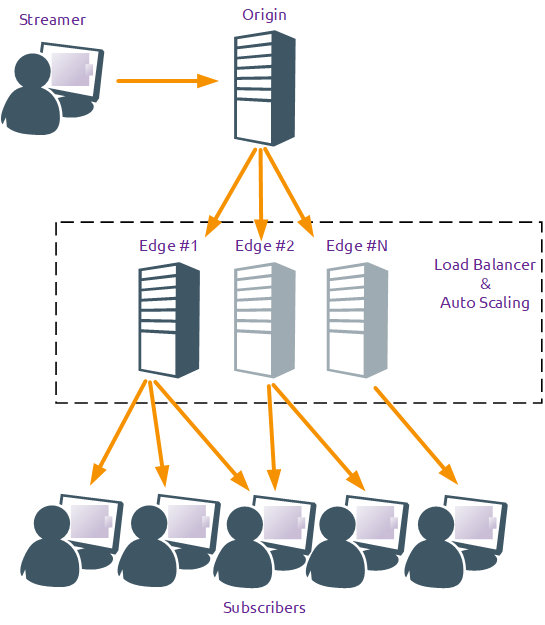 Streamer
Origin
Edge #1
Edge #2
Edge #N
Load Balancer
&
Auto Scaling
Subscribers